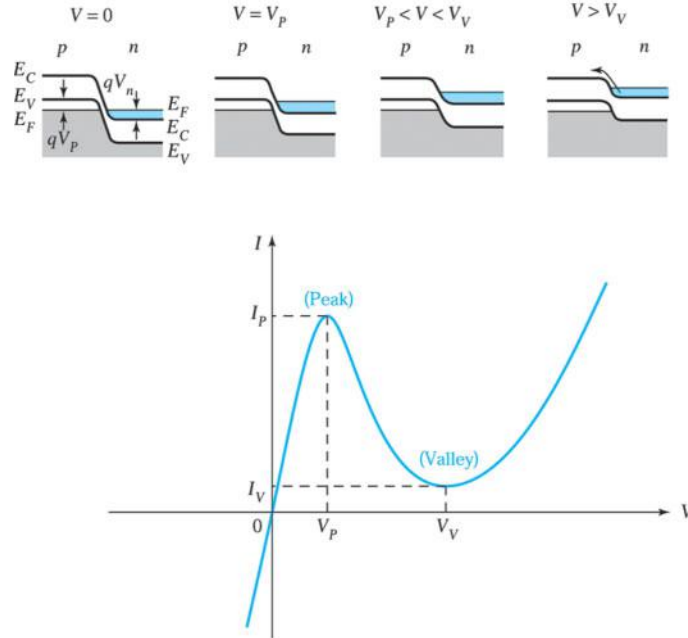 V = 0
V = V_P
V_P < V < V_V
V > V_V
p n
p n
p n
p n
E_C
qV_n
E_V
E_F
E_F
qV_P
E_C
E_V
I
(Peak)
I_P
(Valley)
I_V
0
V_P
V_V
V